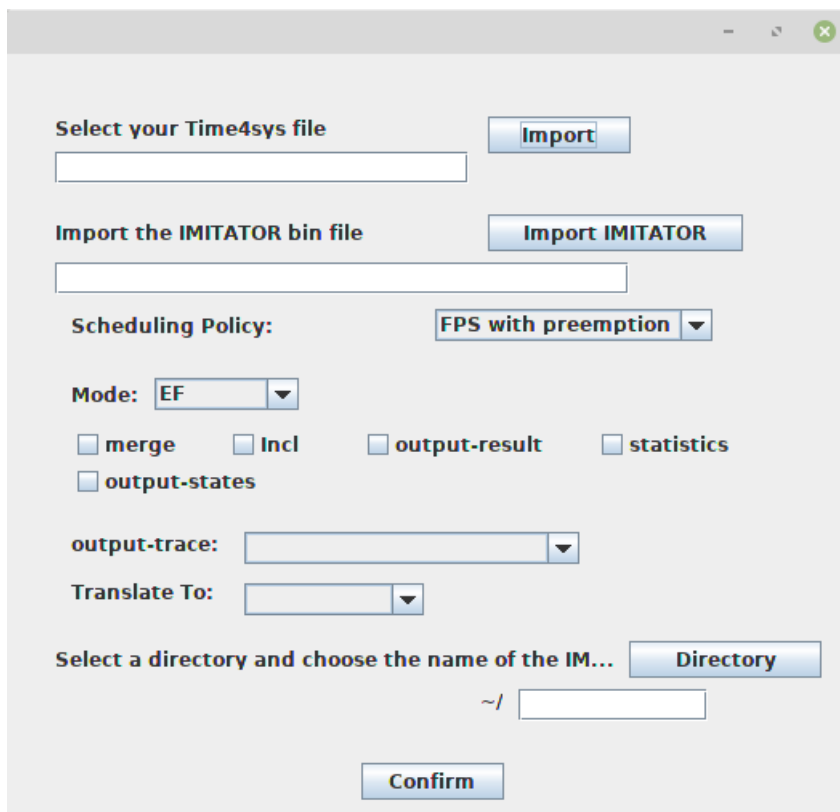 Select your Time4sys file
Import
Import the IMITATOR bin file
Import IMITATOR
Scheduling Policy:
FPS with preemption
Mode: EF
merge Incl output-result statistics
output-states
output-trace:
Translate To:
Select a directory and choose the name of the IM...
Directory
~/
Confirm